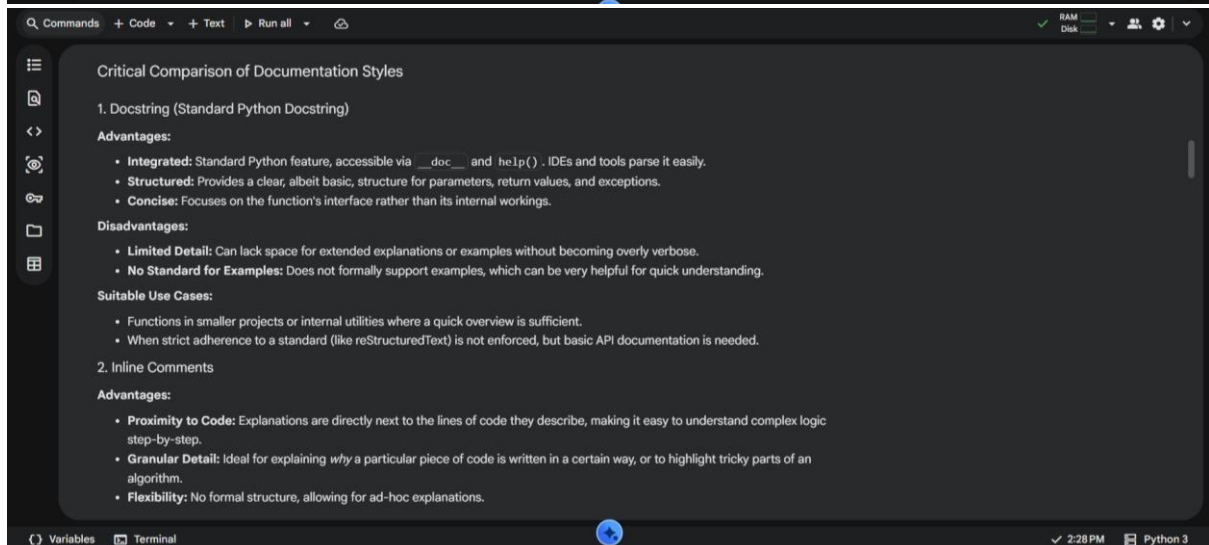 Commands + Code + Text Run all
RAM
Disk
Critical Comparison of Documentation Styles
1. Docstring (Standard Python Docstring)
Advantages:
• Integrated: Standard Python feature, accessible via __doc__ and help() . IDEs and tools parse it easily.
• Structured: Provides a clear, albeit basic, structure for parameters, return values, and exceptions.
• Concise: Focuses on the function's interface rather than its internal workings.
Disadvantages:
• Limited Detail: Can lack space for extended explanations or examples without becoming overly verbose.
• No Standard for Examples: Does not formally support examples, which can be very helpful for quick understanding.
Suitable Use Cases:
• Functions in smaller projects or internal utilities where a quick overview is sufficient.
• When strict adherence to a standard (like reStructuredText) is not enforced, but basic API documentation is needed.
2. Inline Comments
Advantages:
• Proximity to Code: Explanations are directly next to the lines of code they describe, making it easy to understand complex logic
step-by-step.
• Granular Detail: Ideal for explaining why a particular piece of code is written in a certain way, or to highlight tricky parts of an
algorithm.
• Flexibility: No formal structure, allowing for ad-hoc explanations.
{} Variables Terminal 2:28 PM Python 3